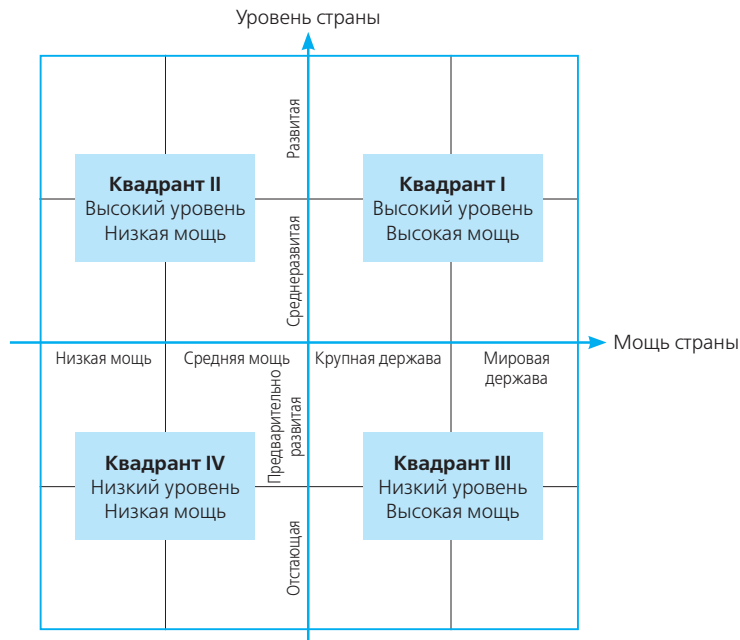 Уровень страны
Развитая
Квадрант II
Высокий уровень
Низкая мощь
Квадрант I
Высокий уровень
Высокая мощь
Среднеразвитая
Мощь страны
Низкая мощь
Средняя мощь
Крупная держава
Мировая
держава
Предварительно
развитая
Квадрант IV
Низкий уровень
Низкая мощь
Квадрант III
Низкий уровень
Высокая мощь
Отстающая